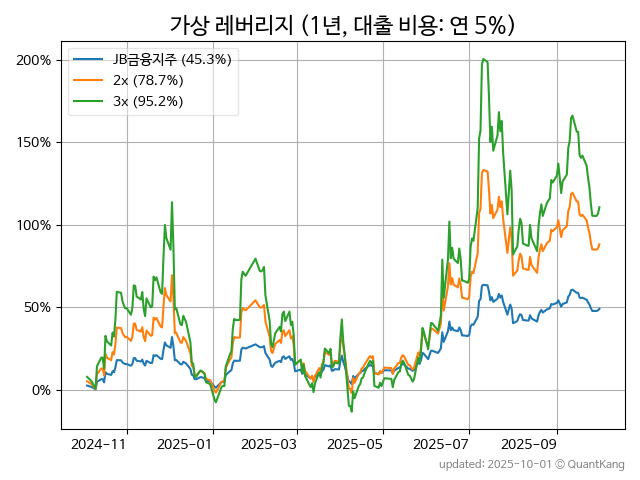 가상 레버리지 (1년, 대출 비용: 연 5%)
JB금융지주 (45.3%)
2x (78.7%)
3x (95.2%)
200%
150%
100%
50%
0%
2024-11
2025-01
2025-03
2025-05
2025-07
2025-09
updated: 2025-10-01 © QuantKang